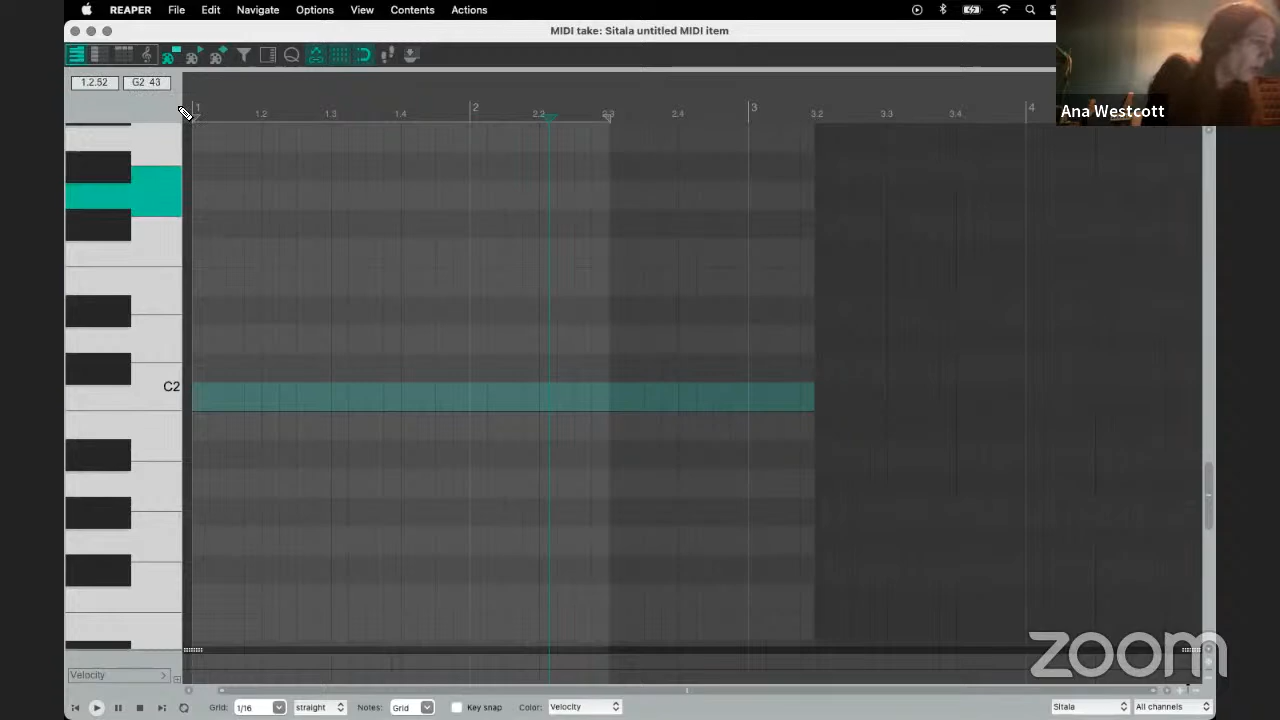 REAPER File Edit Navigate Options View Contents Actions
MIDI take: Sitala untitled MIDI item
1.2.52 G2 43
Ana Westcott
1 1.2 1.3 1.4 2 2.2 2.3 2.4 3 3.2 3.3 3.4 4
C2
zoom
Velocity
Grid: 1/16 straight Notes: Grid Key snap Color: Velocity Sitala All channels